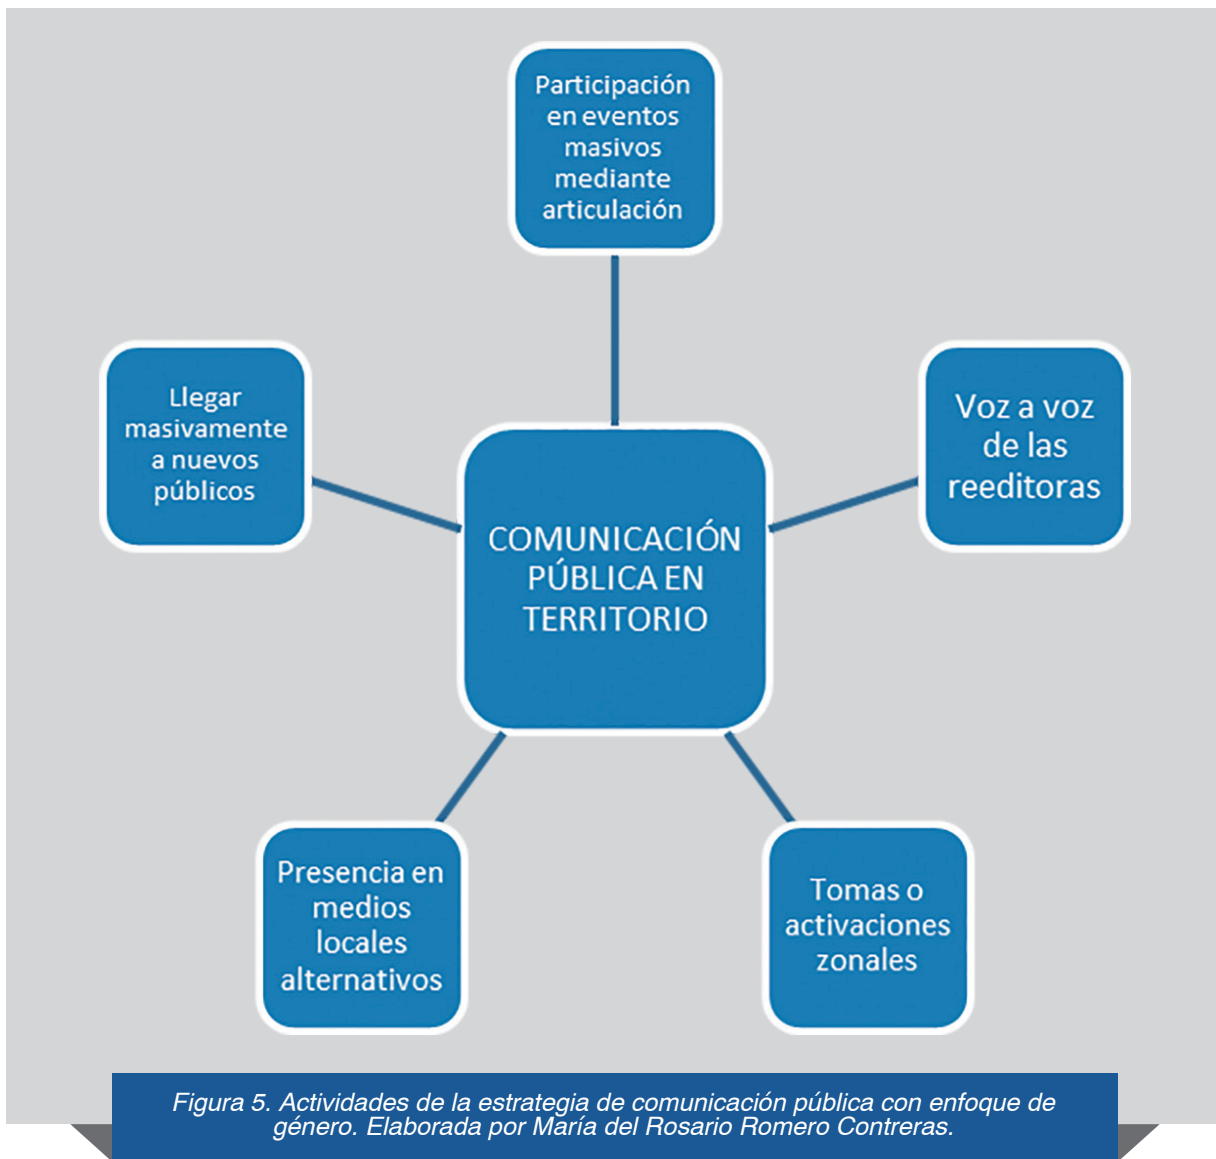 Participación
en eventos
masivos
mediante
articulación
Llegar
masivamente
a nuevos
públicos
Voz a voz
de las
reeditoras
COMUNICACIÓN
PÚBLICA EN
TERRITORIO
Presencia en
medios
locales
alternativos
Tomas o
activaciones
zonales
Figura 5. Actividades de la estrategia de comunicación pública con enfoque de
género. Elaborada por María del Rosario Romero Contreras.